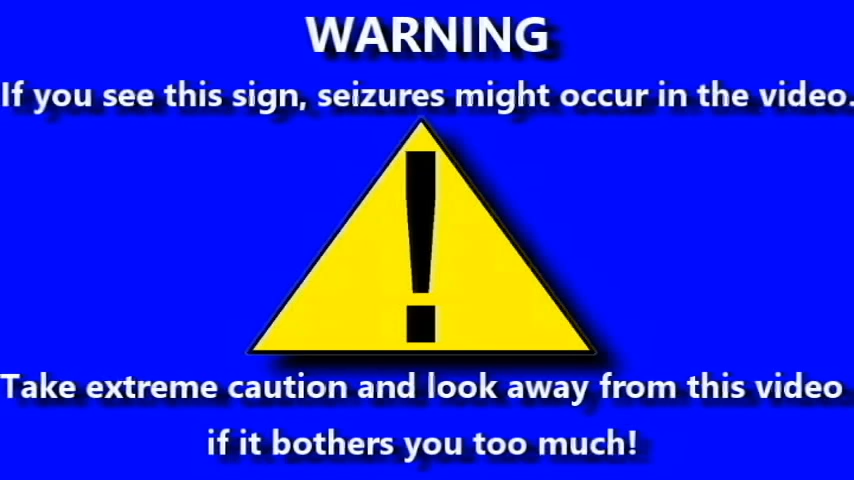 WARNING
If you see this sign, seizures might occur in the video.
!
Take extreme caution and look away from this video
if it bothers you too much!